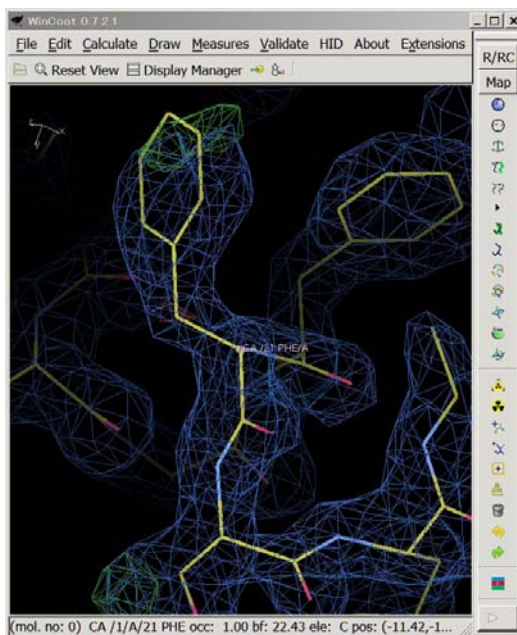 WinCoot 0.7.2.1
File Edit Calculate Draw Measures Validate HID About Extensions
Reset View Display Manager
R/RC
Map
CA /21 PHE/A
(mol. no: 0) CA /1/A/21 PHE occ: 1.00 bf: 22.43 ele: C pos: (-11.42,-1...